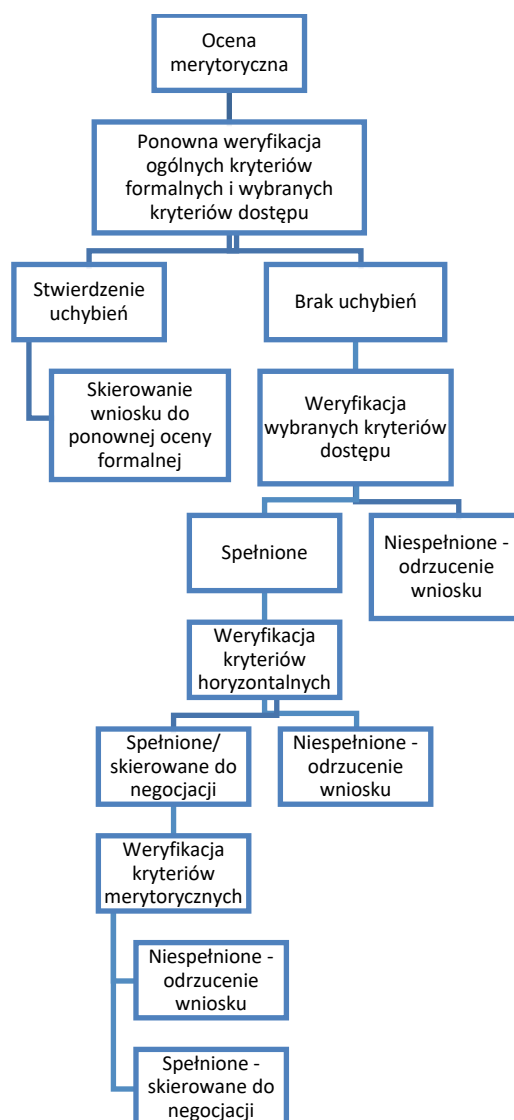 Ocena
merytoryczna
Ponowna weryfikacja
ogólnych kryteriów
formalnych i wybranych
kryteriów dostępu
Stwierdzenie
uchybień
Brak uchybień
Skierowanie
wniosku do
ponownej oceny
formalnej
Weryfikacja
wybranych kryteriów
dostępu
Spełnione
Niespełnione -
odrzucenie
wniosku
Weryfikacja
kryteriów
horyzontalnych
Spełnione/
skierowane do
negocjacji
Niespełnione -
odrzucenie
wniosku
Weryfikacja
kryteriów
merytorycznych
Niespełnione -
odrzucenie
wniosku
Spełnione -
skierowane do
negocjacji